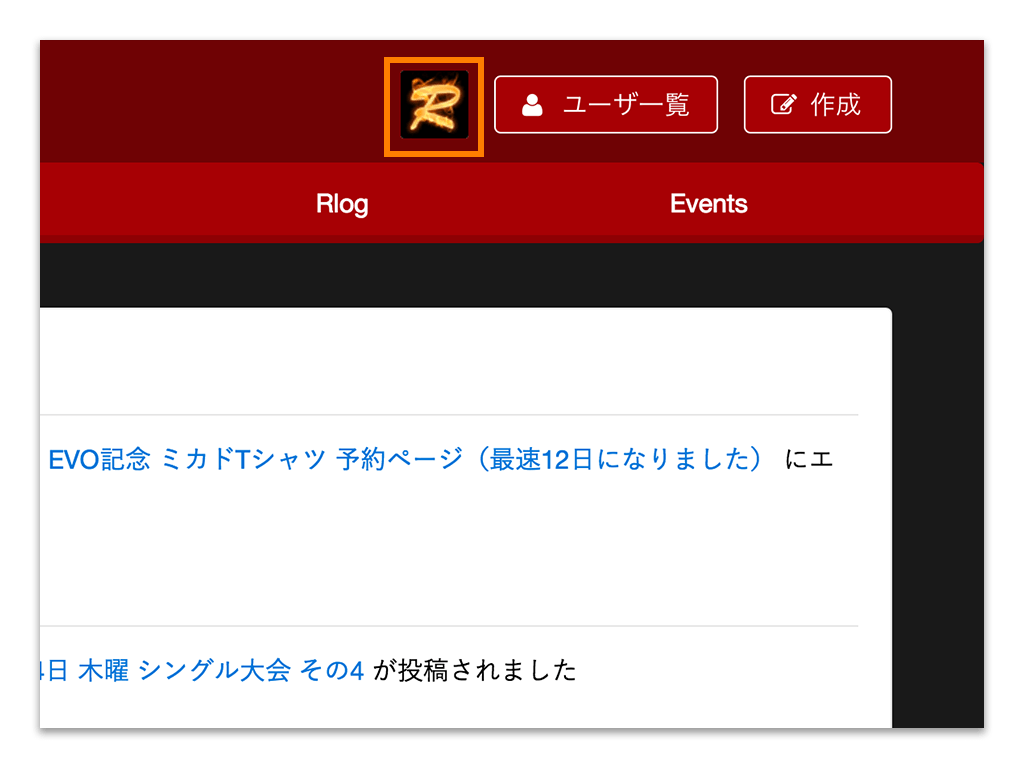 R
ユーザ一覧
作成
Rlog
Events
EVO記念 ミカドTシャツ 予約ページ（最速12日になりました） にエ
4日 木曜 シングル大会 その4 が投稿されました